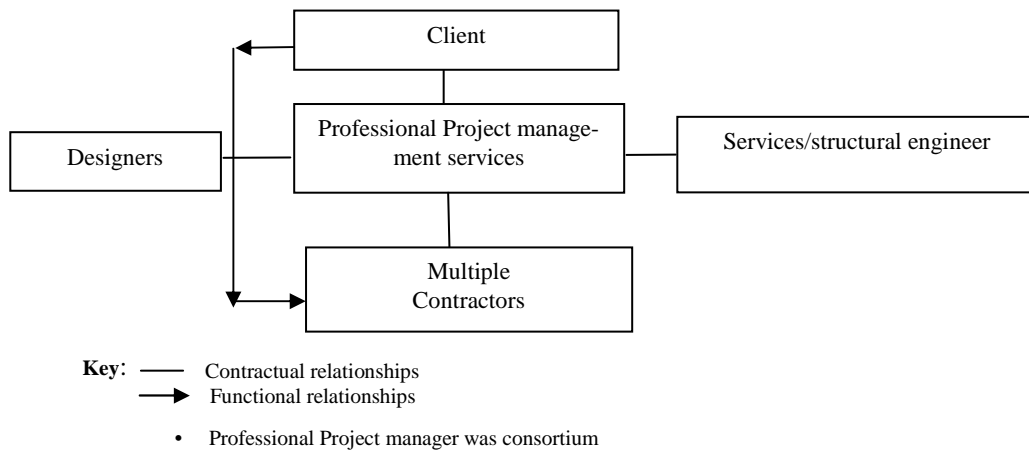 Client
Professional Project manage-
ment services
Designers
Services/structural engineer
Multiple
Contractors
Key: Contractual relationships
Functional relationships
• Professional Project manager was consortium